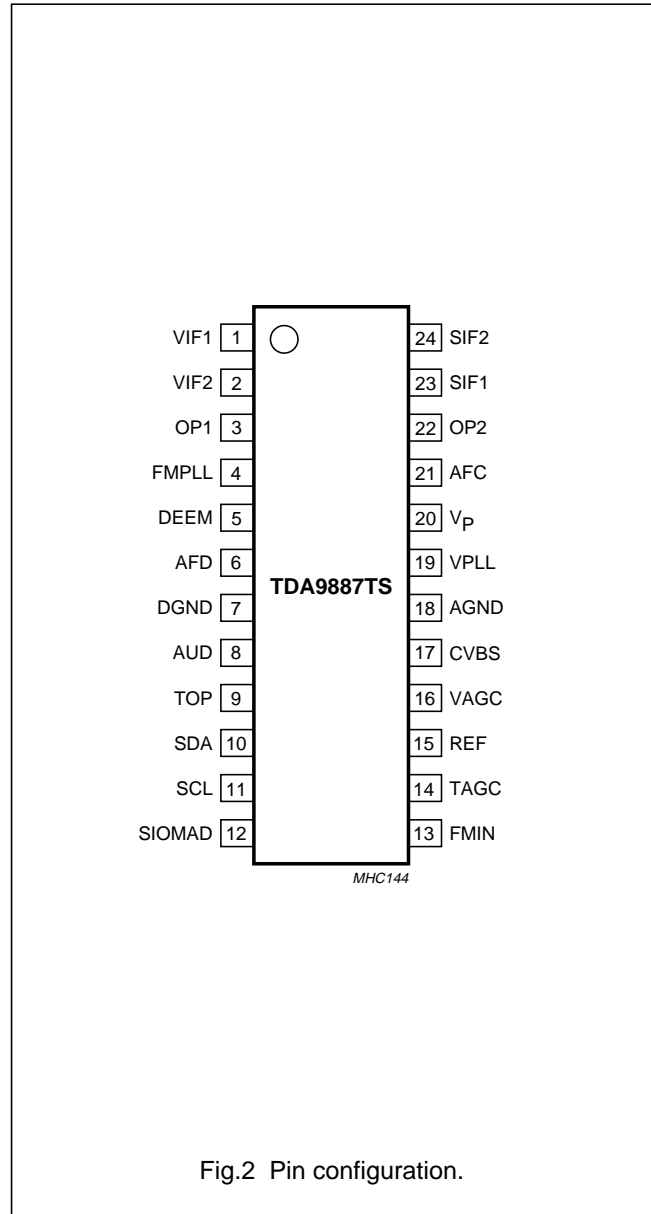 VIF1 1 24 SIF2
VIF2 2 23 SIF1
OP1 3 22 OP2
FMPLL 4 21 AFC
DEEM 5 20 VP
AFD 6 19 VPLL
TDA9887TS
DGND 7 18 AGND
AUD 8 17 CVBS
TOP 9 16 VAGC
SDA 10 15 REF
SCL 11 14 TAGC
SIOMAD 12 13 FMIN
MHC144
Fig.2 Pin configuration.